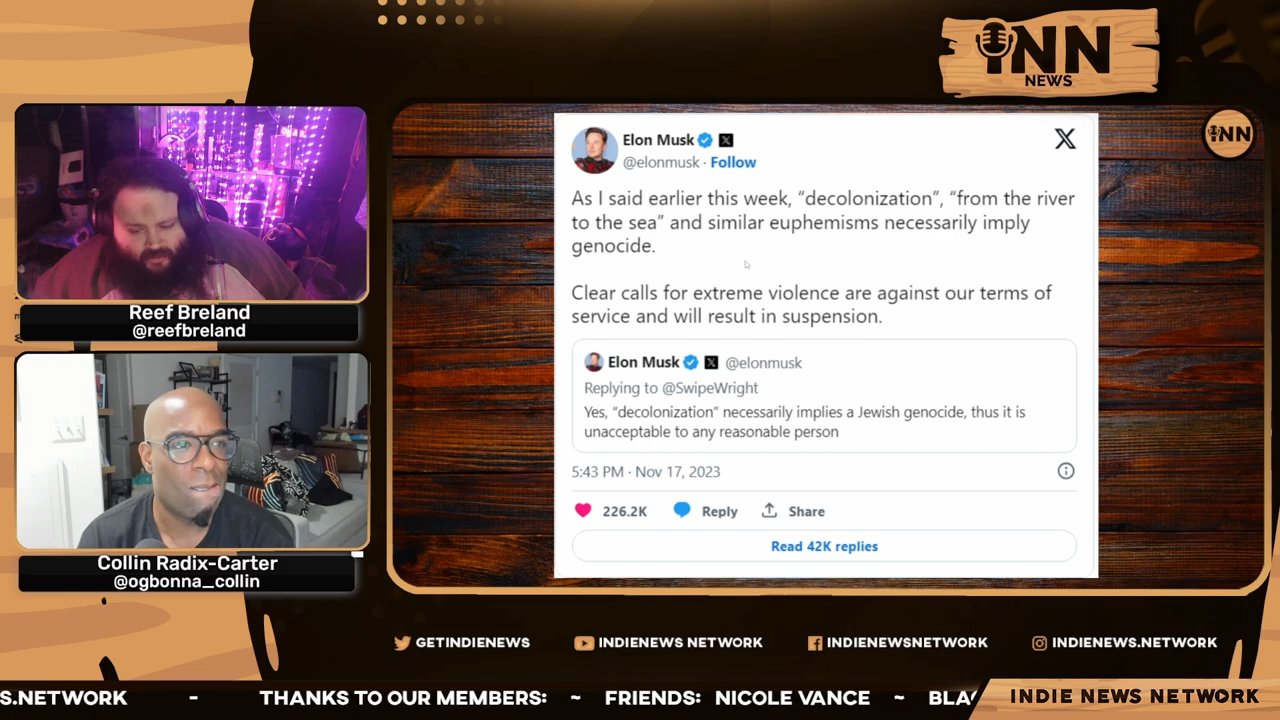 iNN
NEWS
iNN
Elon Musk
@elonmusk · Follow
As I said earlier this week, “decolonization”, “from the river
to the sea” and similar euphemisms necessarily imply
genocide.
Clear calls for extreme violence are against our terms of
service and will result in suspension.
Elon Musk @elonmusk
Replying to @SwipeWright
Yes, “decolonization” necessarily implies a Jewish genocide, thus it is
unacceptable to any reasonable person
5:43 PM · Nov 17, 2023
226.2K Reply Share
Read 42K replies
Reef Breland
@reefbreland
Collin Radix-Carter
@ogbonna_collin
GETINDIENEWS INDIENEWS NETWORK INDIENEWSNETWORK INDIENEWS.NETWORK
S.NETWORK - THANKS TO OUR MEMBERS: ~ FRIENDS: NICOLE VANCE ~
INDIE NEWS NETWORK